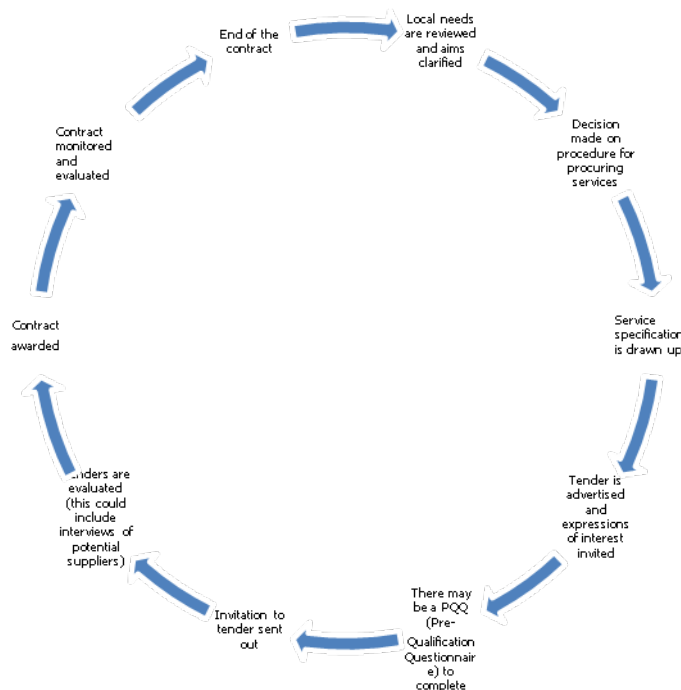 Local needs
are reviewed
and aims
clarified
Decision
made on
procedure for
procuring
services
Service
specification
is drawn up
Tender is
advertised
and
expressions
of interest
invited
There may
be a PQQ
(Pre-
Qualification
Questionnair
e) to
complete
Invitation to
tender sent
out
enders are
evaluated
(this could
include
interviews of
potential
suppliers)
Contract
awarded
Contract
monitored
and
evaluated
End of the
contract